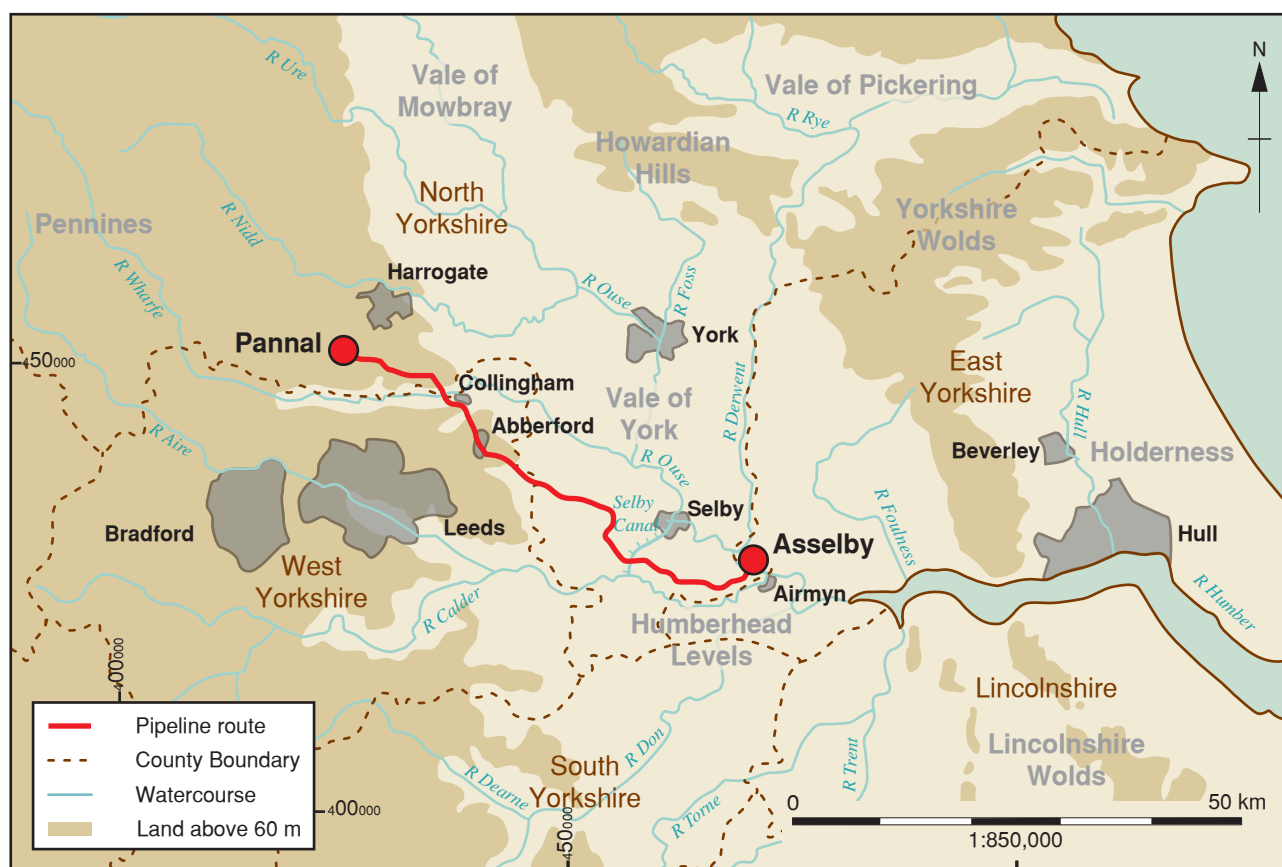 N
R Ure
Vale of
Mowbray
Vale of Pickering
R Rye
Howardian
Hills
North
Yorkshire
Pennines
R Nidd
Yorkshire
Wolds
R Wharfe
Harrogate
R Ouse
R Foss
Pannal
York
450000
Collingham
East
Yorkshire
R Derwent
Vale of
York
Abberford
R Hull
Beverley
Holderness
R Aire
R Ouse
Selby
Canal
Selby
R Foulness
Bradford
Leeds
Asselby
Hull
West
Yorkshire
R Calder
Airmyn
R Humber
Humberhead
Levels
400000
Lincolnshire
Pipeline route
County Boundary
Watercourse
Land above 60 m
R Don
R Trent
Lincolnshire
Wolds
South
Yorkshire
R Dearne
R Torne
400000
450000
0
50 km
1:850,000